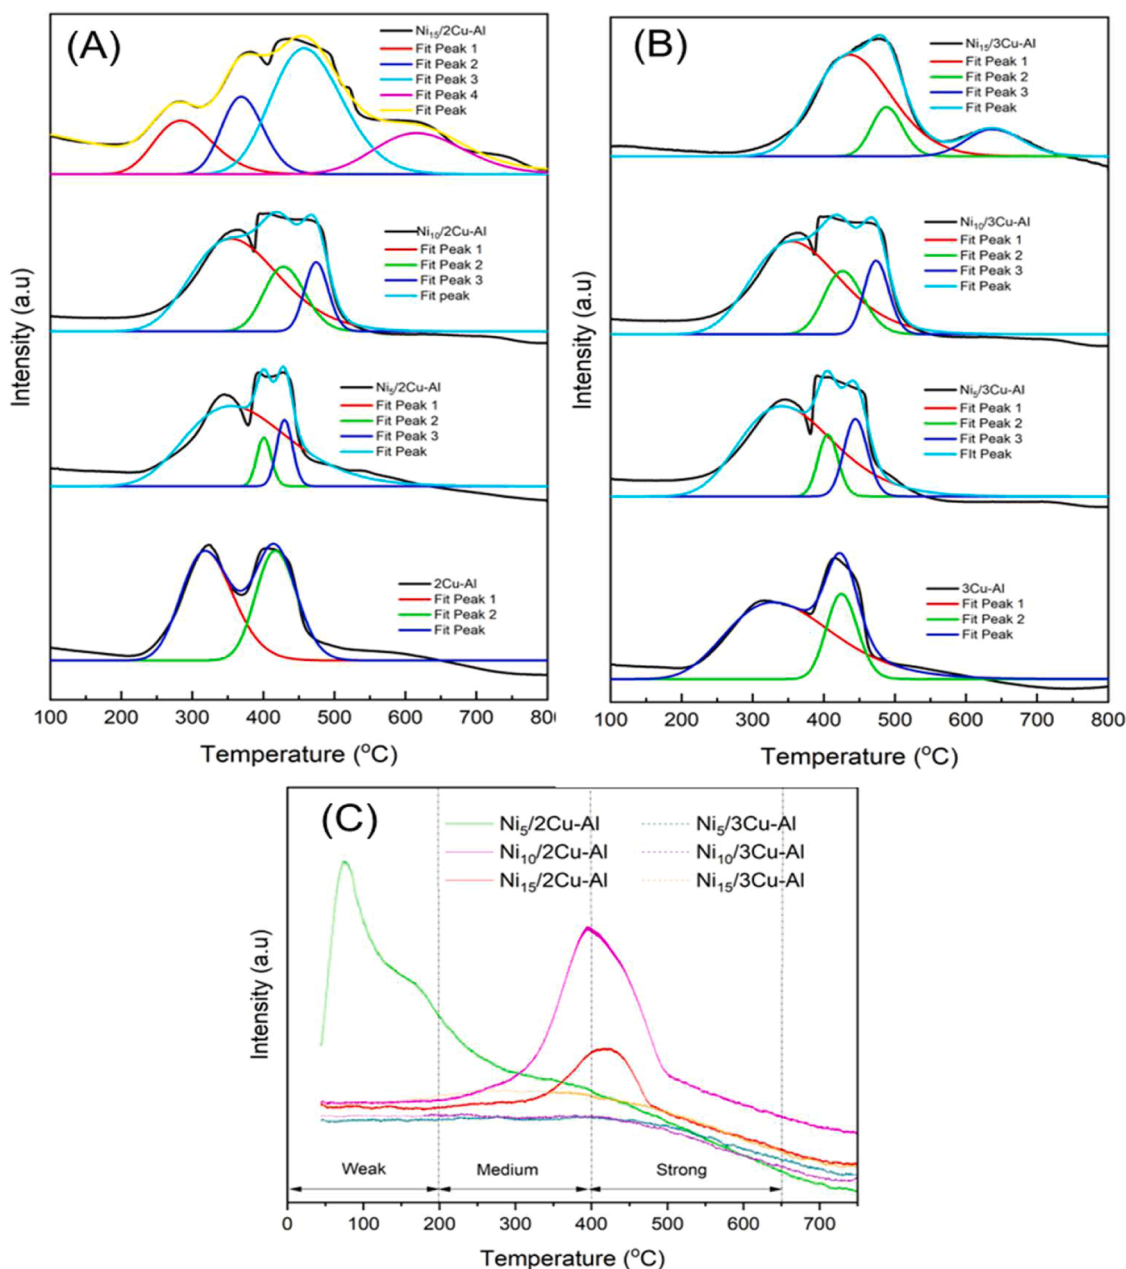 (A)
Ni15/2Cu-Al
Fit Peak 1
Fit Peak 2
Fit Peak 3
Fit Peak 4
Fit Peak
Ni10/2Cu-Al
Fit Peak 1
Fit Peak 2
Fit Peak 3
Fit peak
Ni5/2Cu-Al
Fit Peak 1
Fit Peak 2
Fit Peak 3
Fit Peak
2Cu-Al
Fit Peak 1
Fit Peak 2
Fit Peak
Intensity (a.u)
100 200 300 400 500 600 700 800
Temperature (°C)
(B)
Ni15/3Cu-Al
Fit Peak 1
Fit Peak 2
Fit Peak 3
Fit Peak
Ni10/3Cu-Al
Fit Peak 1
Fit Peak 2
Fit Peak 3
Fit Peak
Ni5/3Cu-Al
Fit Peak 1
Fit Peak 2
Fit Peak 3
FIt Peak
3Cu-Al
Fit Peak 1
Fit Peak 2
Fit Peak
Intensity (a.u)
100 200 300 400 500 600 700 800
Temperature (°C)
(C)
Ni5/2Cu-Al
Ni10/2Cu-Al
Ni15/2Cu-Al
Ni5/3Cu-Al
Ni10/3Cu-Al
Ni15/3Cu-Al
Intensity (a.u)
Weak Medium Strong
0 100 200 300 400 500 600 700
Temperature (°C)